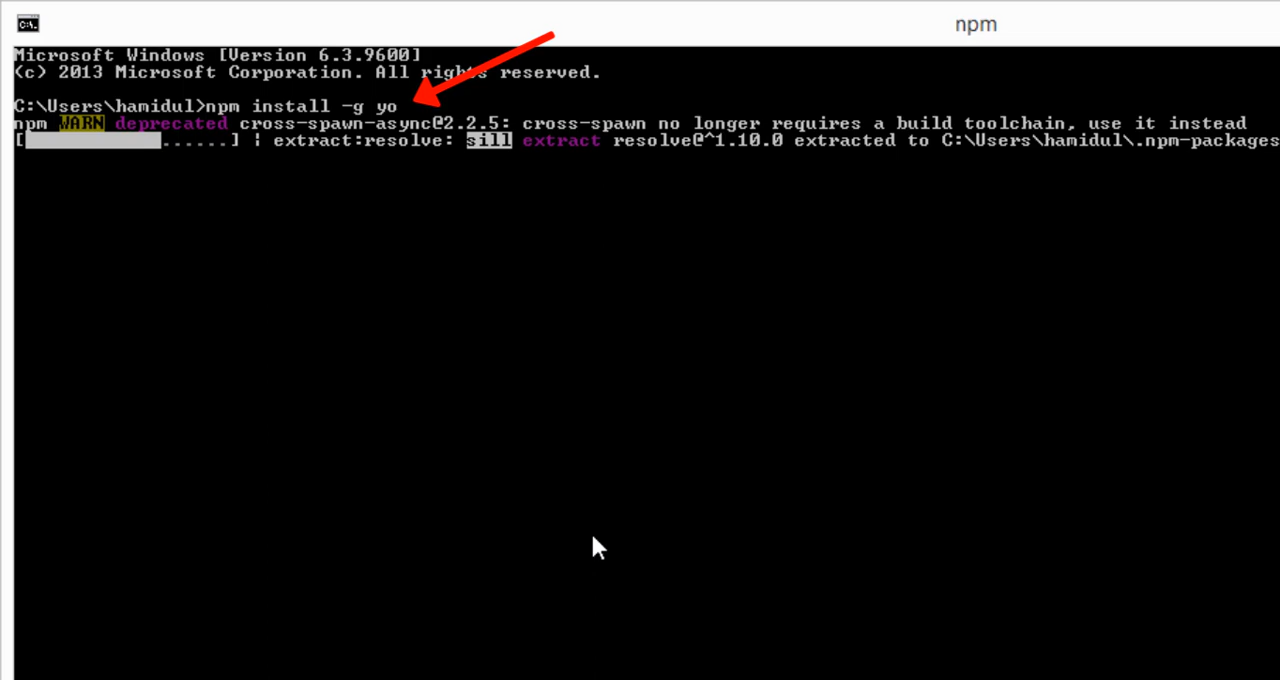 npm
Microsoft Windows [Version 6.3.9600]
(c) 2013 Microsoft Corporation. All rights reserved.
C:\Users\hamidul>npm install -g yo
npm WARN deprecated cross-spawn-async@2.2.5: cross-spawn no longer requires a build toolchain, use it instead
[            ......] | extract:resolve: sill extract resolve@^1.10.0 extracted to C:\Users\hamidul\.npm-packages